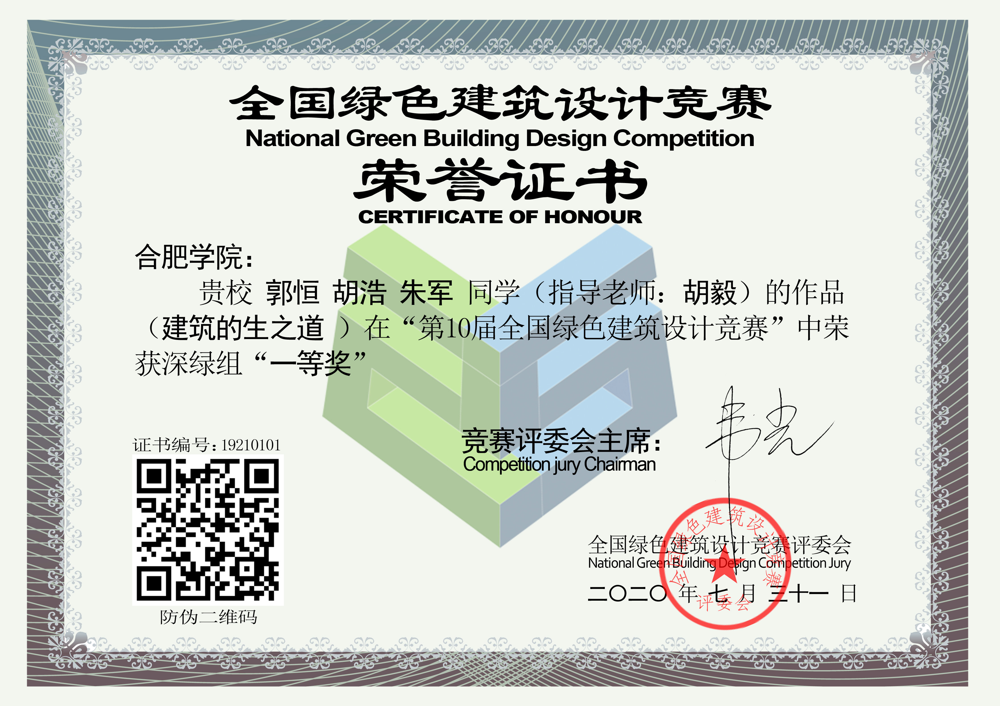 全国绿色建筑设计竞赛
National Green Building Design Competition
荣誉证书
CERTIFICATE OF HONOUR
合肥学院：
贵校 郭恒 胡浩 朱军 同学（指导老师：胡毅）的作品
（建筑的生之道 ）在“第10届全国绿色建筑设计竞赛”中荣
获深绿组“一等奖”
证书编号：19210101
防伪二维码
竞赛评委会主席：
Competition jury Chairman
全国绿色建筑设计竞赛评委会
National Green Building Design Competition Jury
二〇二〇 年 七 月 三十一 日
全国绿色建筑设计竞赛
评委会